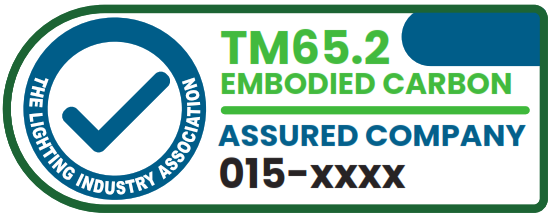 THE LIGHTING INDUSTRY ASSOCIATION
TM65.2
EMBODIED CARBON
ASSURED COMPANY
015-xxxx